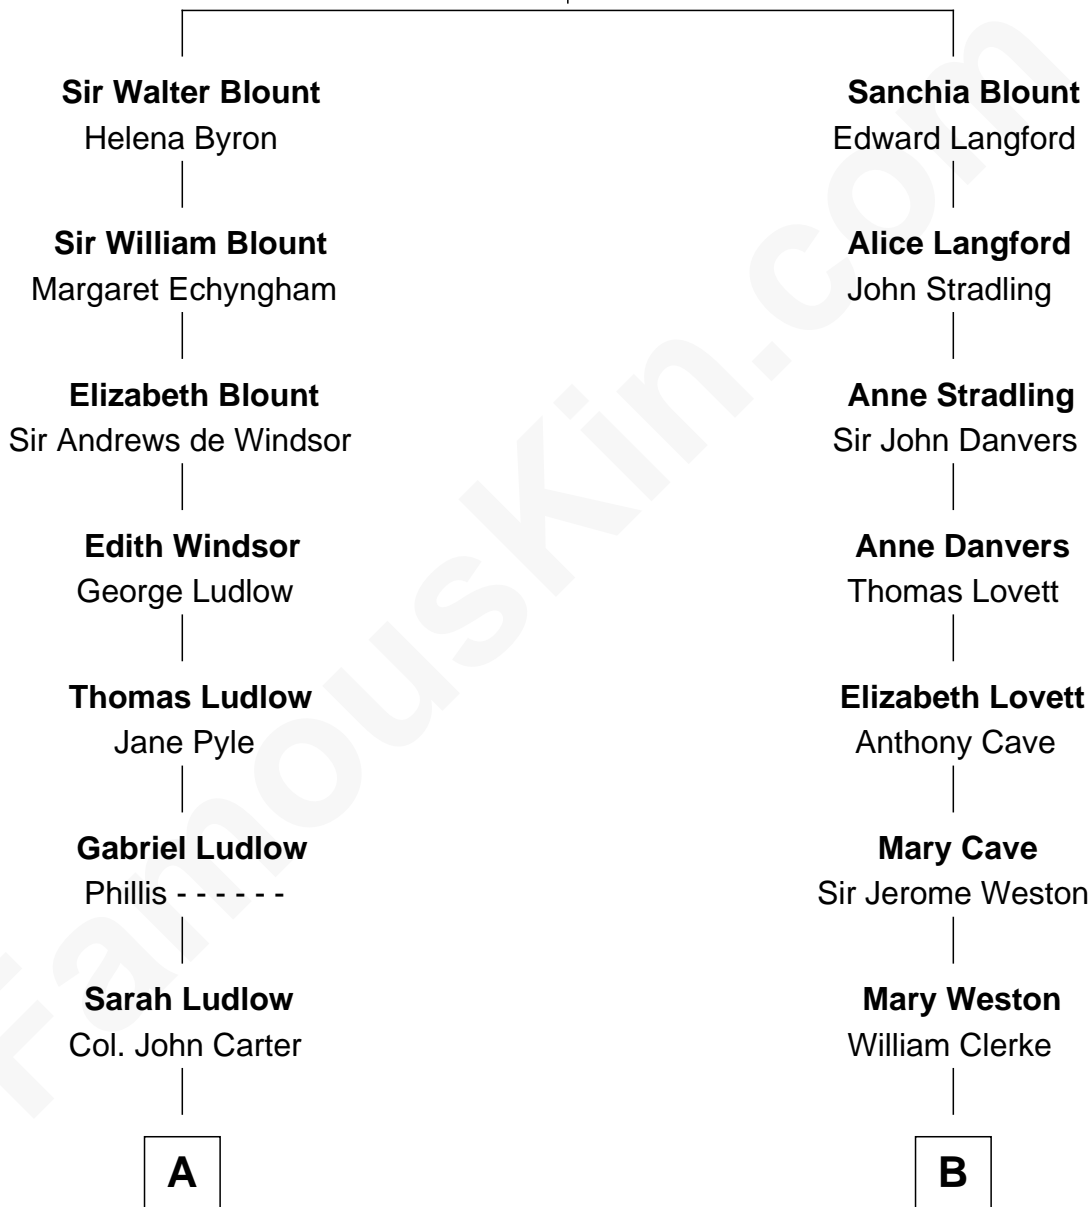 Sir Walter Blount
Helena Byron
Sir William Blount
Margaret Echyngham
Elizabeth Blount
Sir Andrews de Windsor
Edith Windsor
George Ludlow
Thomas Ludlow
Jane Pyle
Gabriel Ludlow
Phillis - - - - - -
Sarah Ludlow
Col. John Carter
A
Sanchia Blount
Edward Langford
Alice Langford
John Stradling
Anne Stradling
Sir John Danvers
Anne Danvers
Thomas Lovett
Elizabeth Lovett
Anthony Cave
Mary Cave
Sir Jerome Weston
Mary Weston
William Clerke
B
FamousKin.com